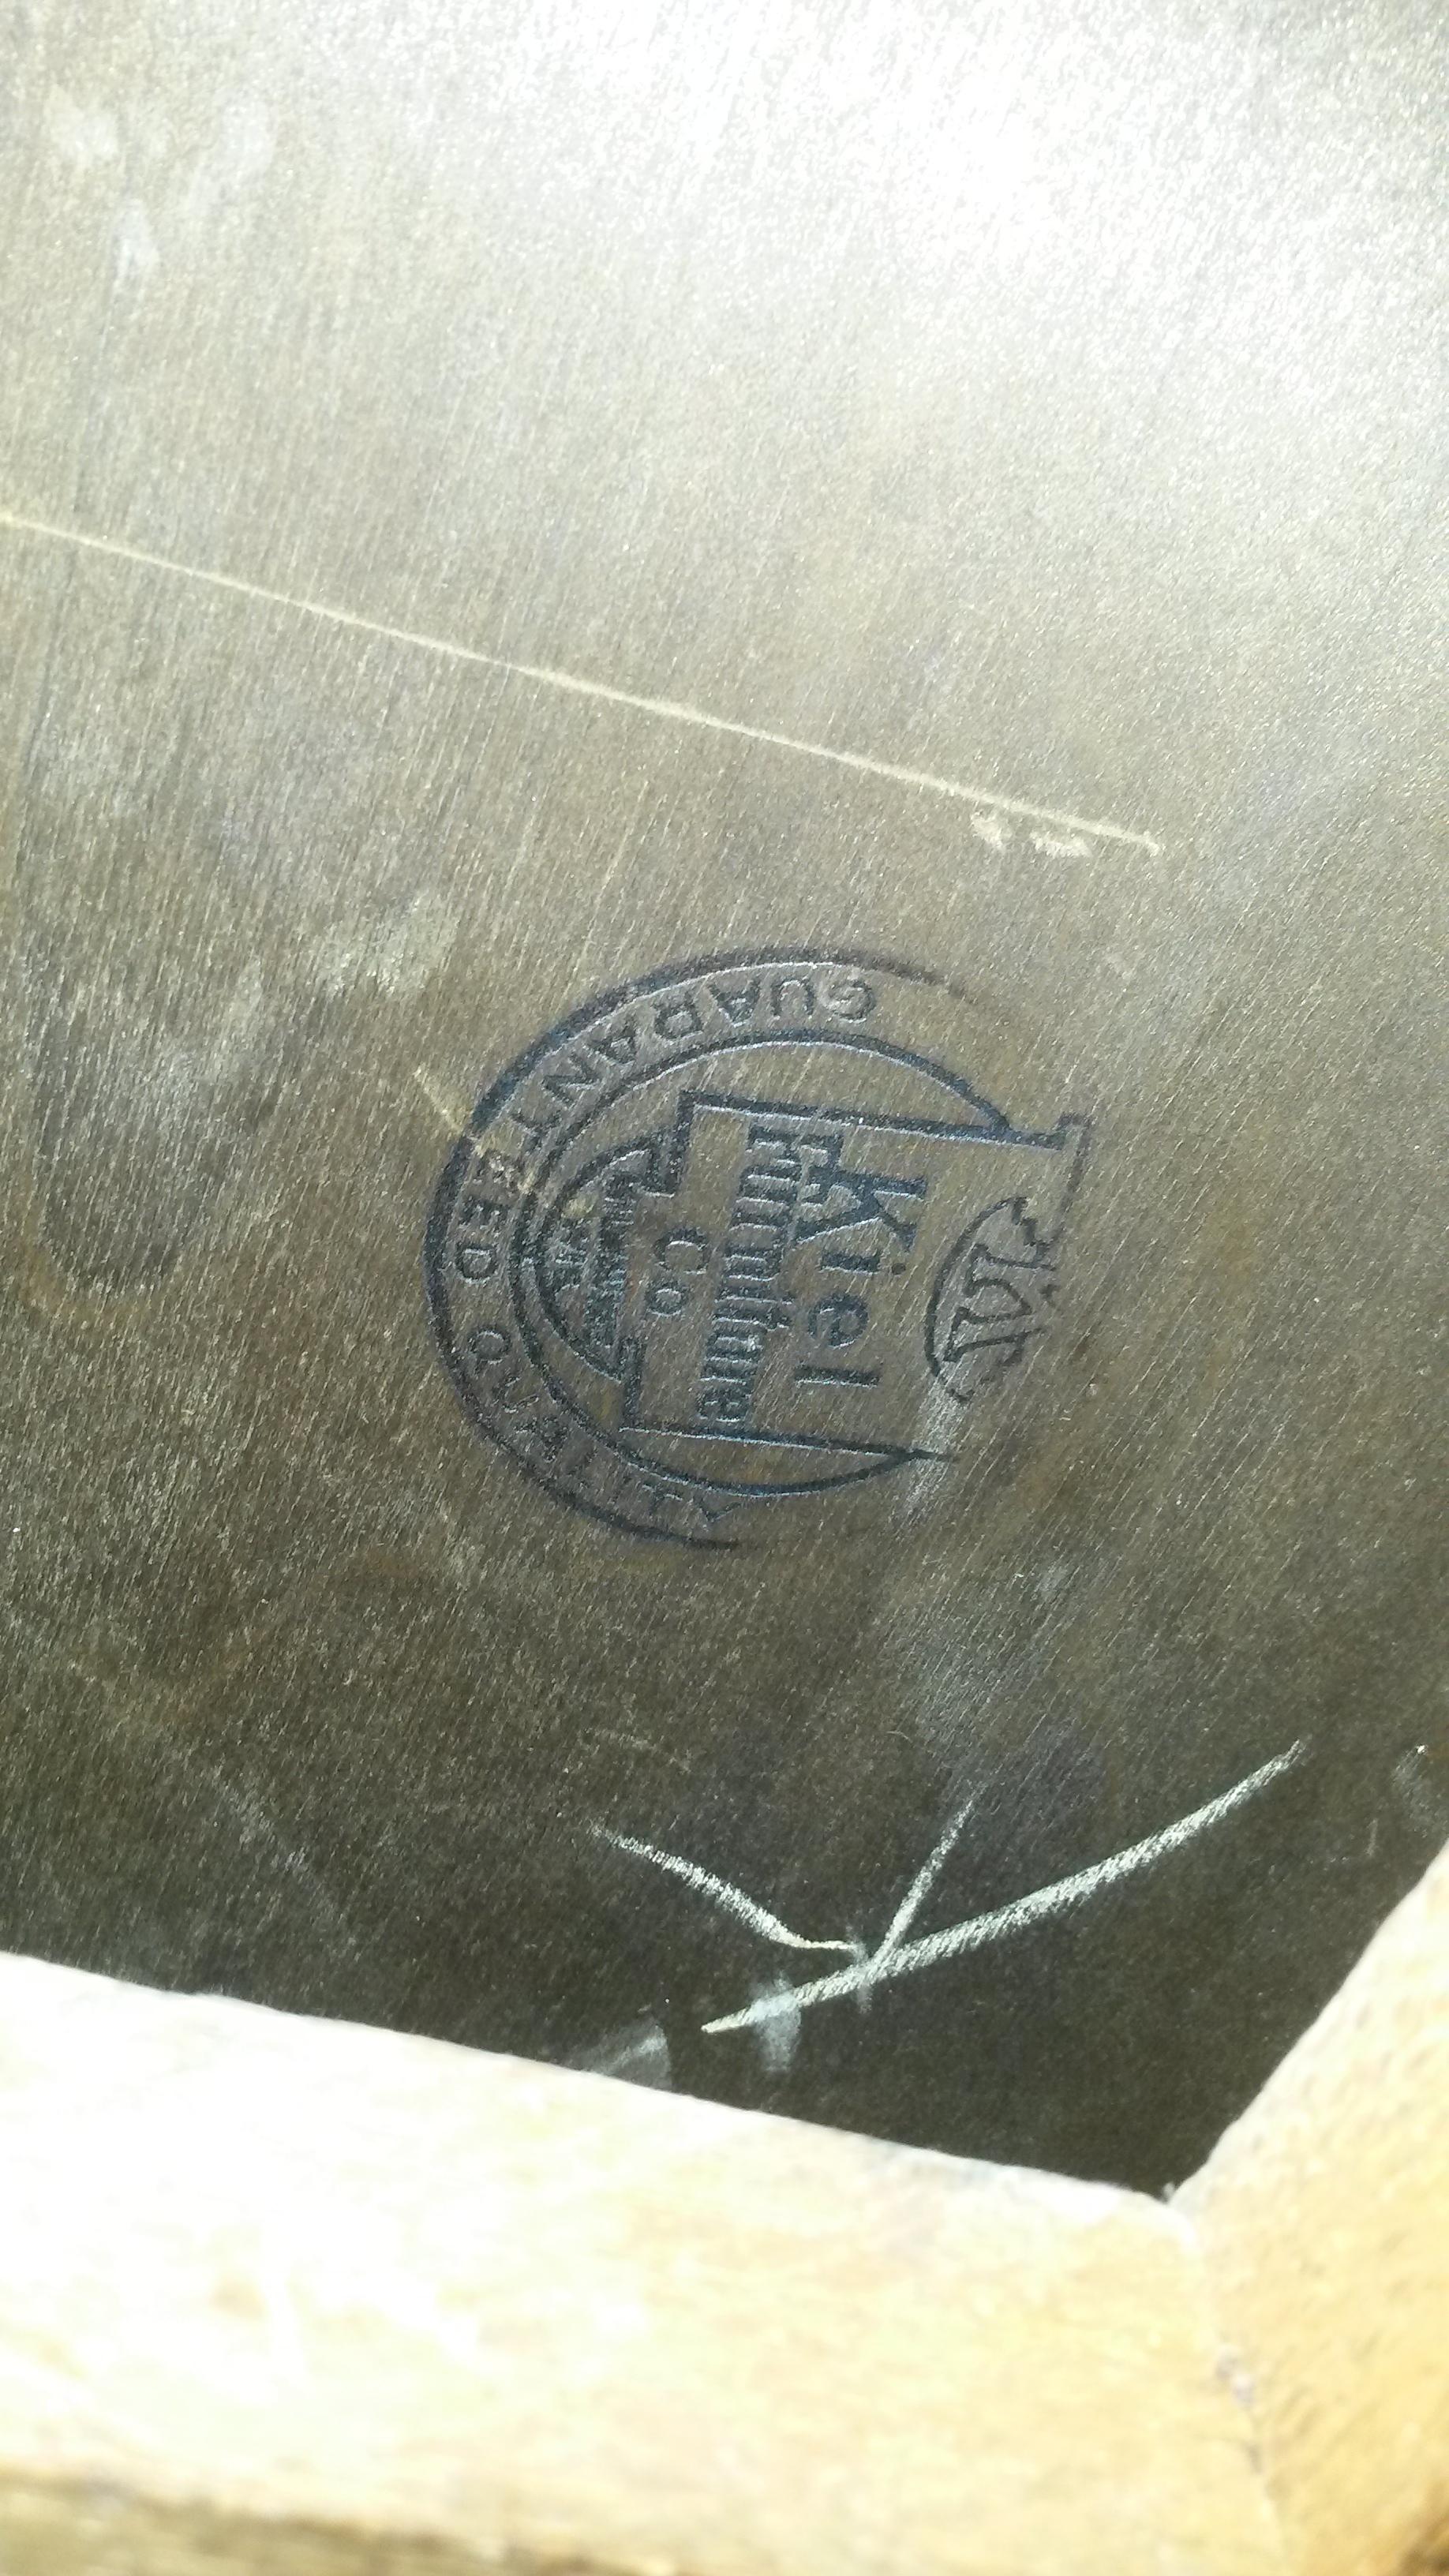 Kiel
Furniture
Co
GUARANTEED QUALITY